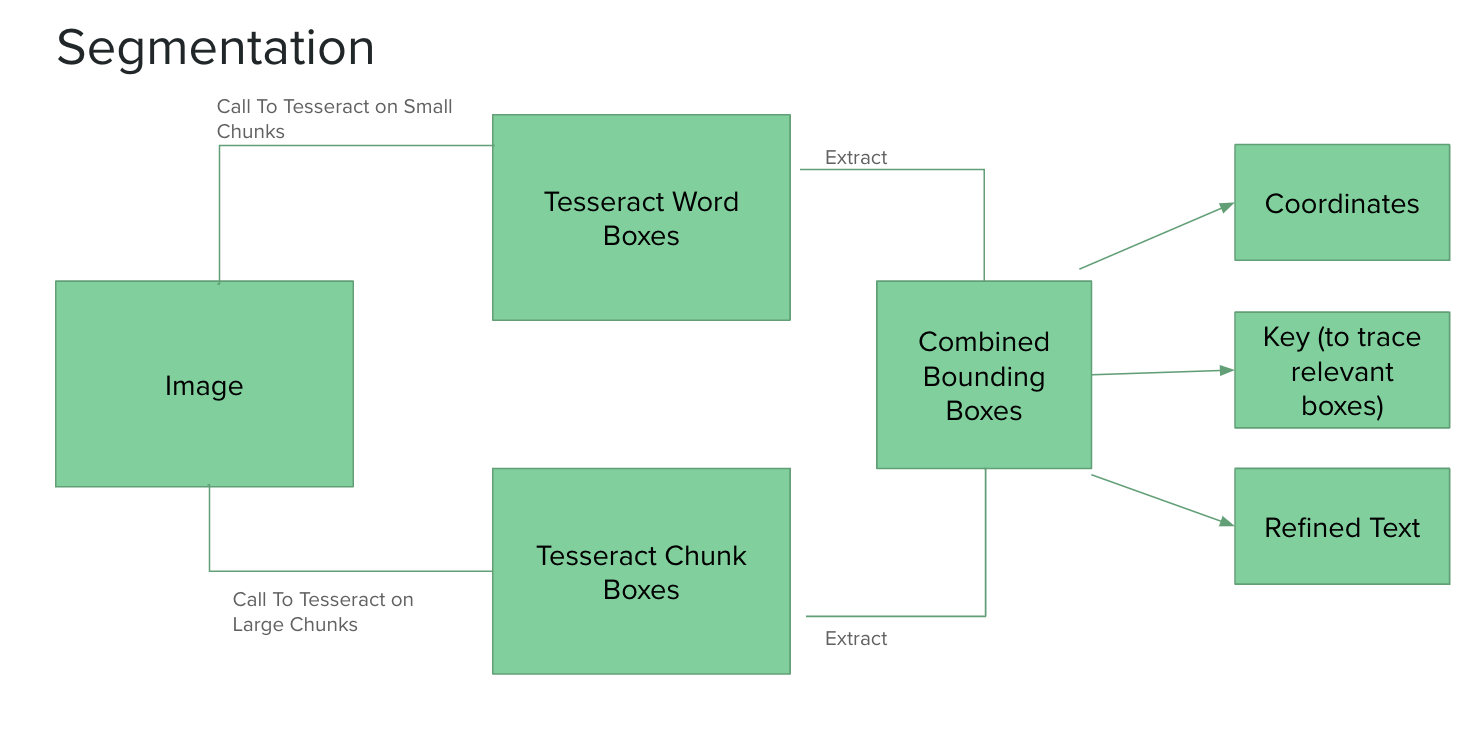 Segmentation
Call To Tesseract on Small
Chunks
Tesseract Word
Boxes
Extract
Coordinates
Image
Combined
Bounding
Boxes
Key (to trace
relevant
boxes)
Tesseract Chunk
Boxes
Refined Text
Call To Tesseract on
Large Chunks
Extract